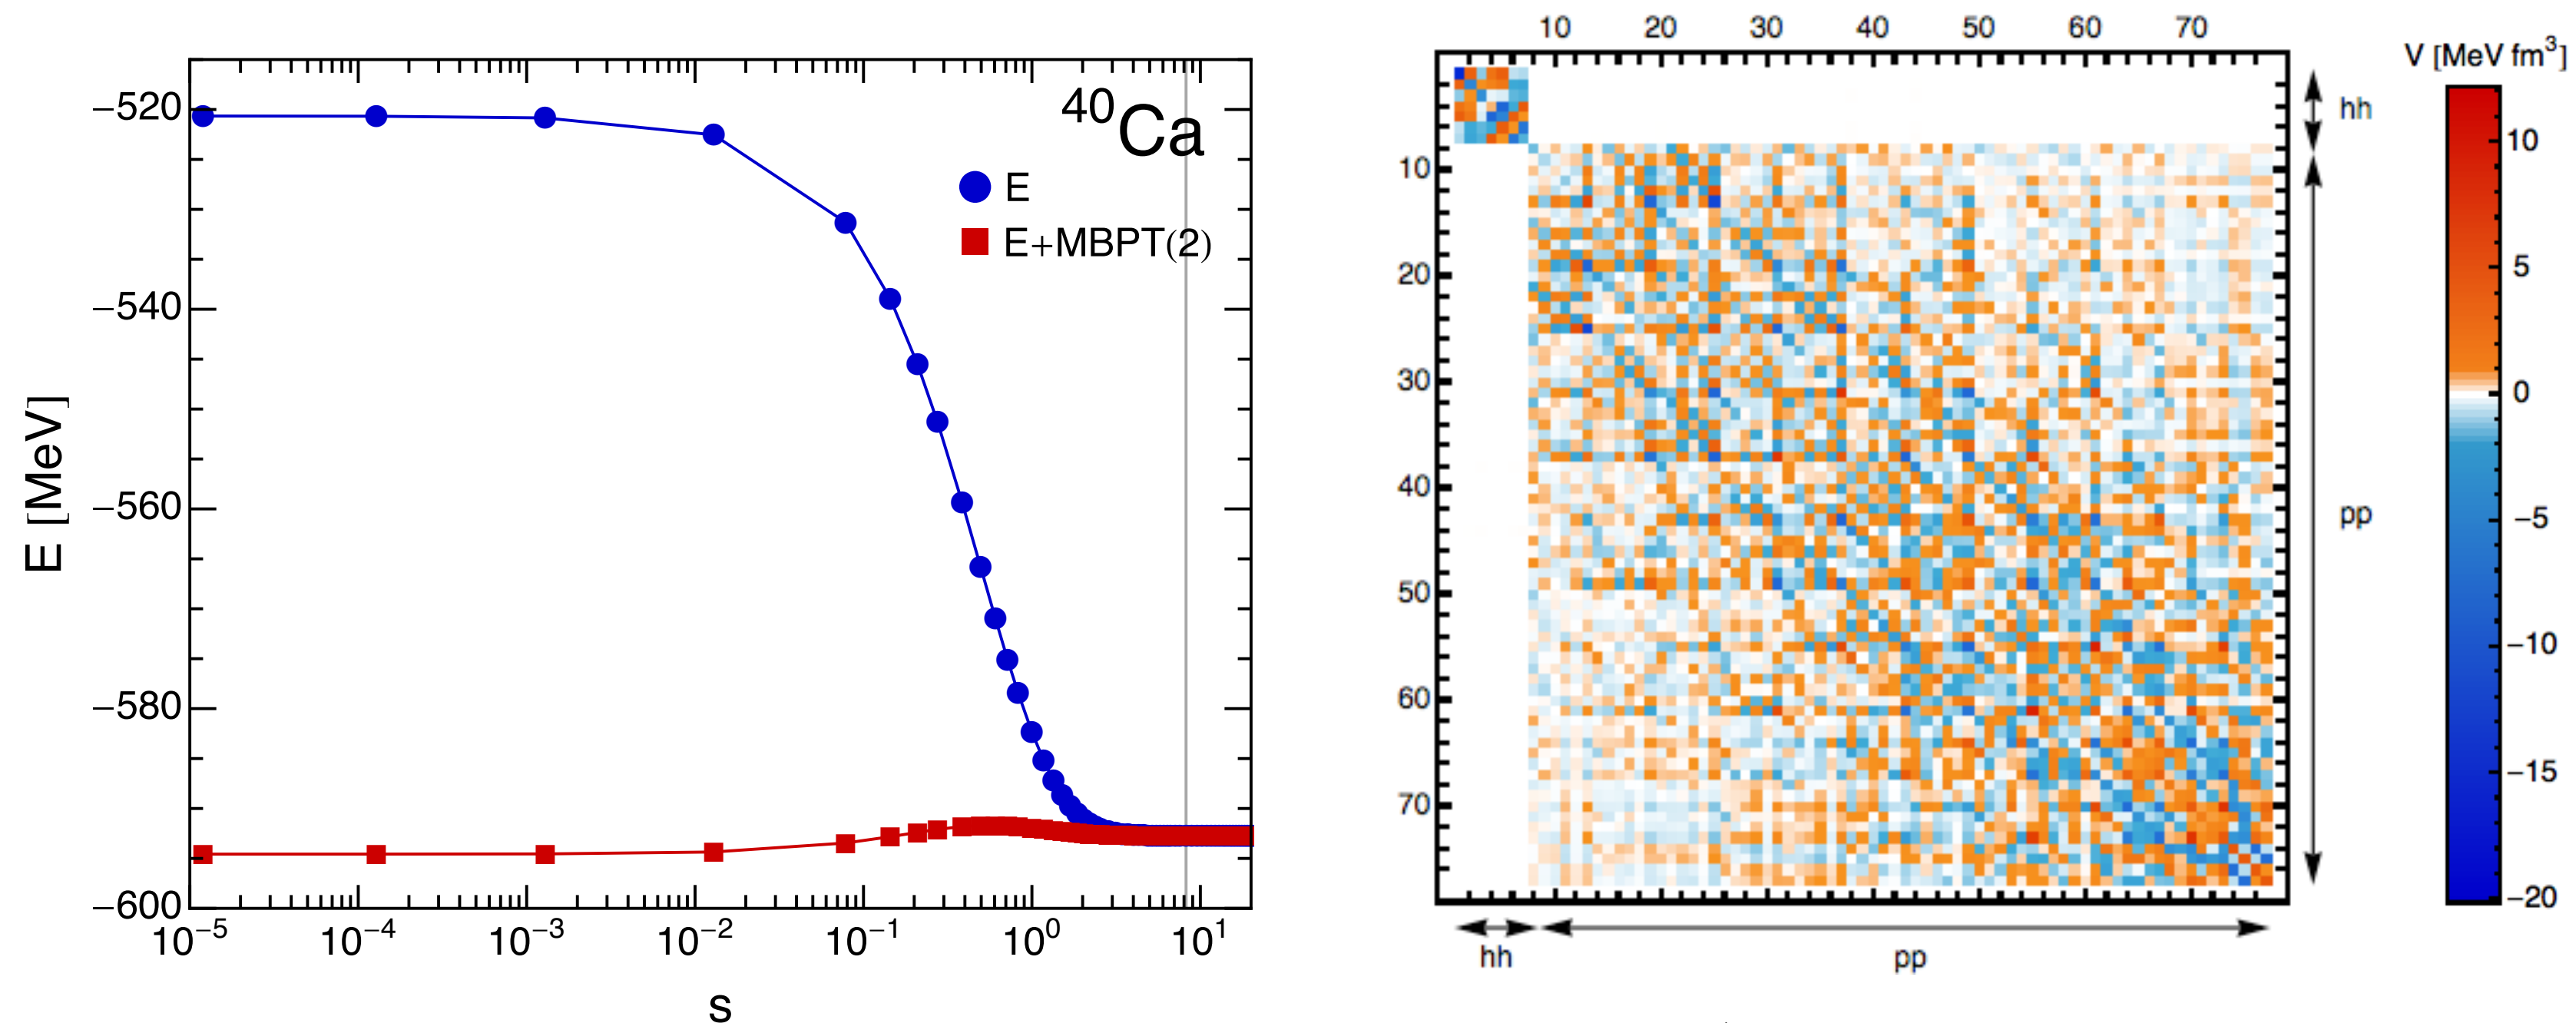 −520
−540
−560
−580
−600
E [MeV]
10⁻⁵ 10⁻⁴ 10⁻³ 10⁻² 10⁻¹ 10⁰ 10¹
s
⁴⁰Ca
E
E+MBPT(2)
10 20 30 40 50 60 70
10
20
30
40
50
60
70
hh
pp
hh pp
V [MeV fm³]
10
5
0
−5
−10
−15
−20